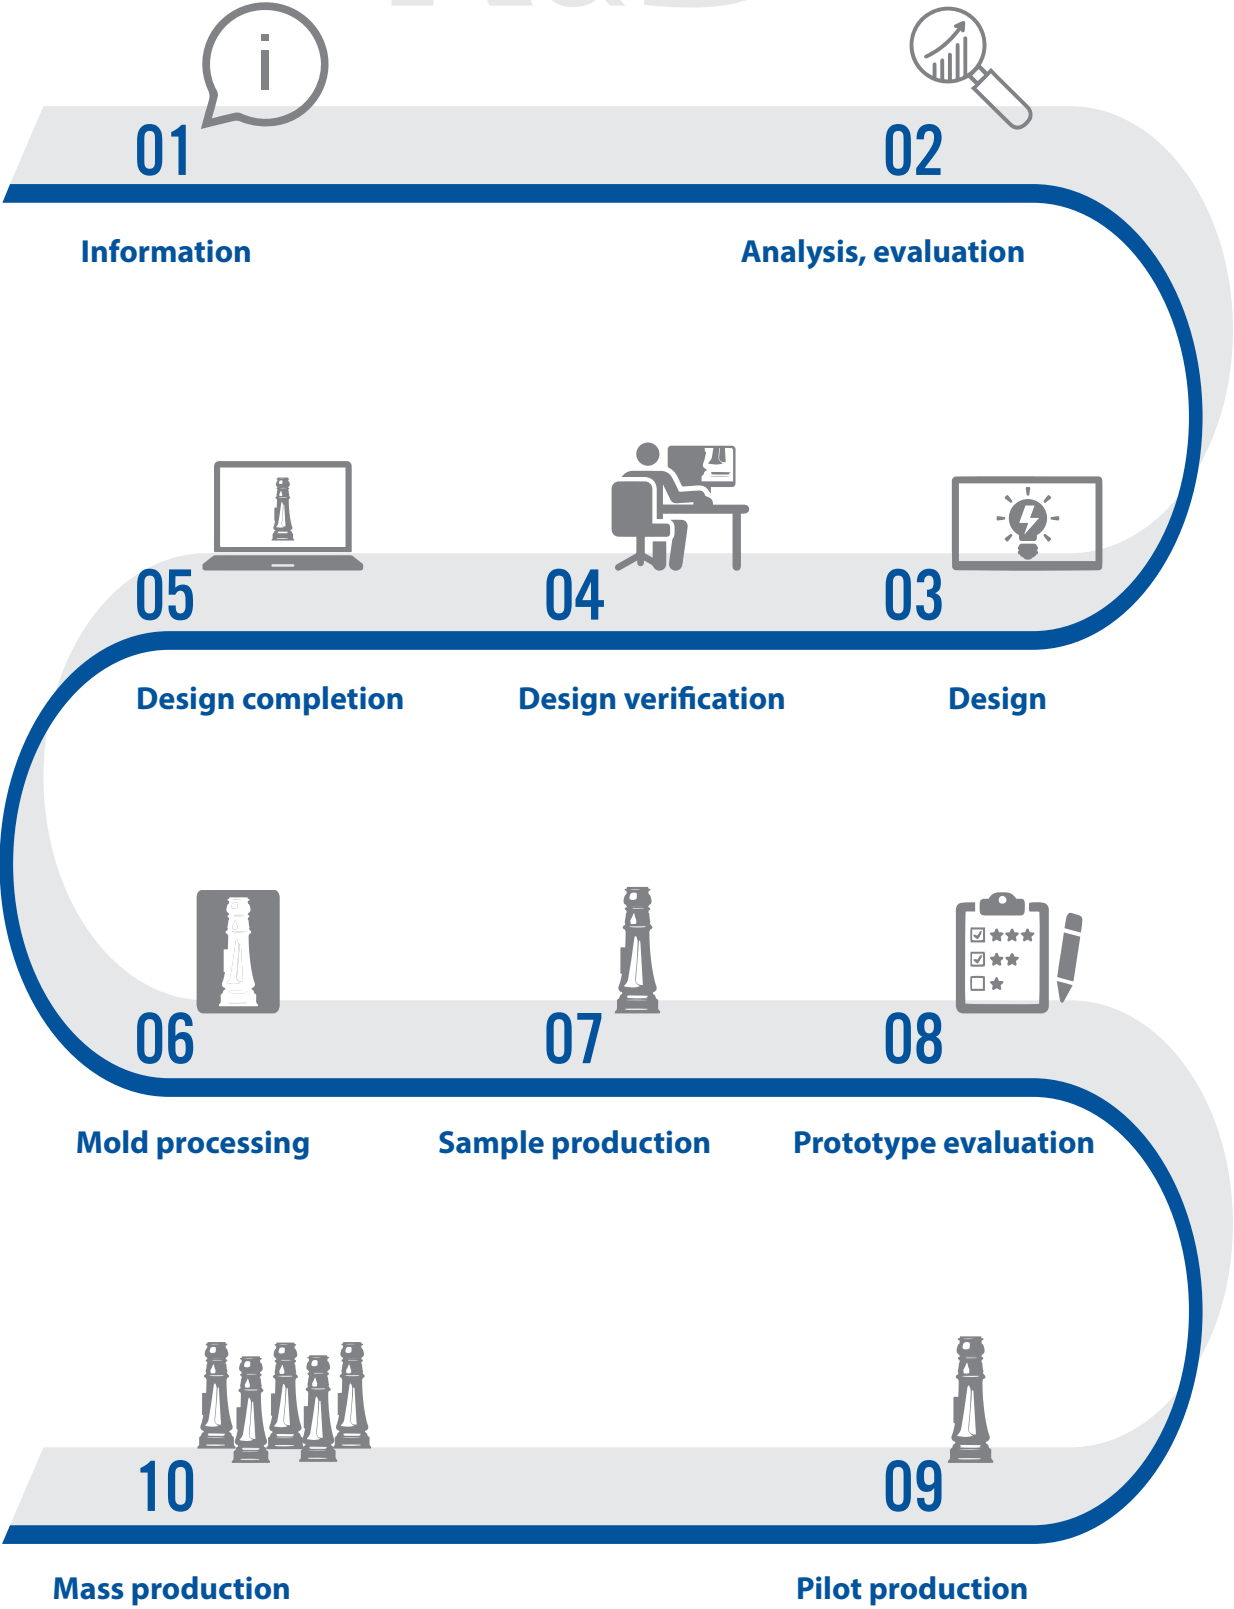 01
02
Information
Analysis, evaluation
05
04
03
Design completion
Design verification
Design
06
07
08
Mold processing
Sample production
Prototype evaluation
10
09
Mass production
Pilot production